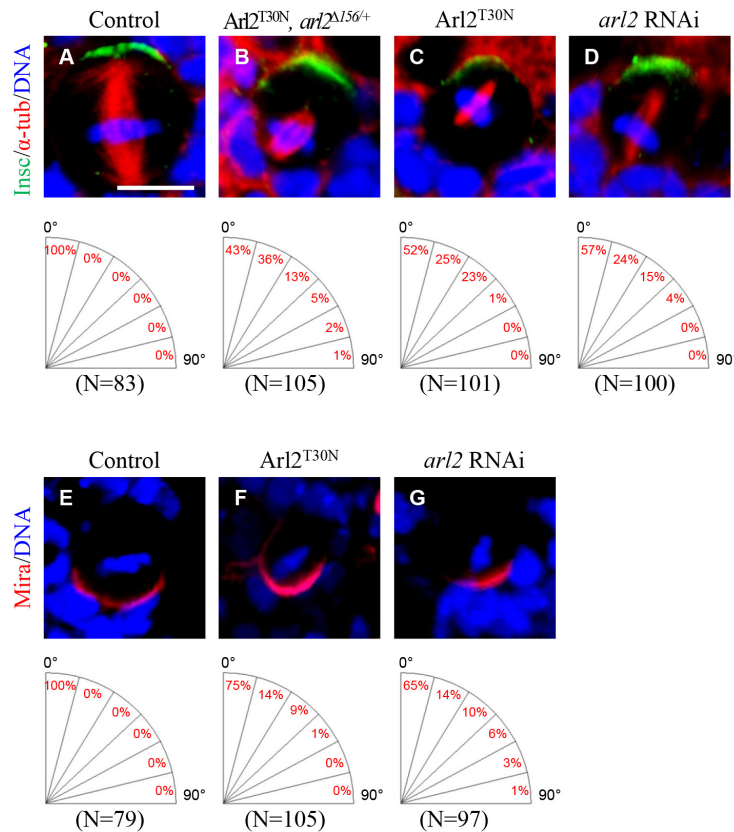 Control Arl2T30N, arl2Δ156/+ Arl2T30N arl2 RNAi
Insc/α-tub/DNA
A B C D
0° 0° 0° 0°
100% 0% 0% 0% 0% 0%
90°
(N=83)
43% 36% 13% 5% 2% 1%
90°
(N=105)
52% 25% 23% 1% 0% 0%
90°
(N=101)
57% 24% 15% 4% 0% 0%
90
(N=100)
Control Arl2T30N arl2 RNAi
Mira/DNA
E F G
0° 0° 0°
100% 0% 0% 0% 0% 0%
90°
(N=79)
75% 14% 9% 1% 0% 0%
90°
(N=105)
65% 14% 10% 6% 3% 1%
90°
(N=97)